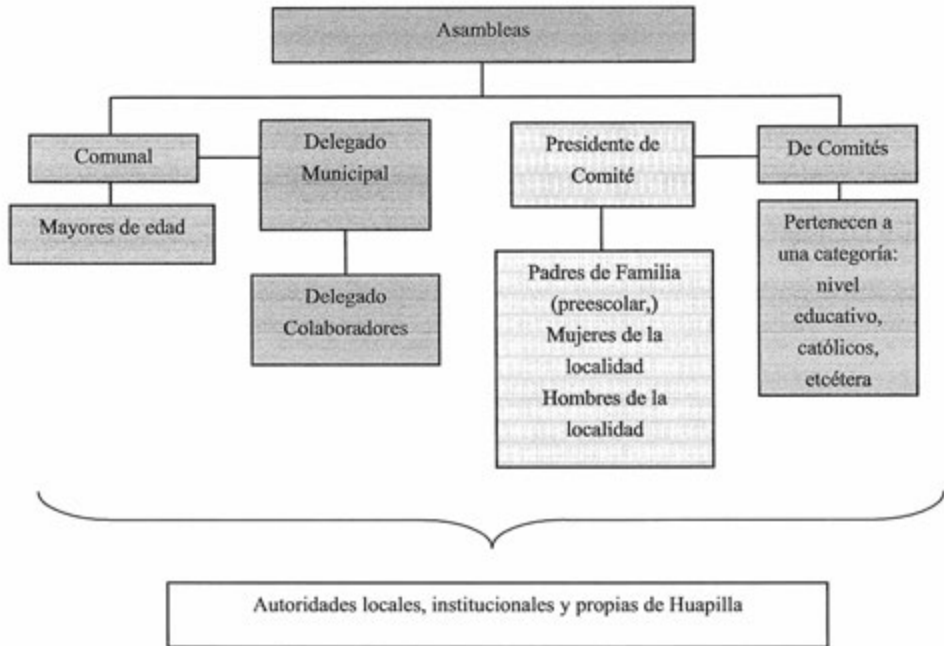 Asambleas
Comunal
Delegado
Municipal
Presidente de
Comité
De Comités
Mayores de edad
Delegado
Colaboradores
Padres de Familia
(preescolar,)
Mujeres de la
localidad
Hombres de la
localidad
Pertenecen a
una categoría:
nivel
educativo,
católicos,
etcétera
Autoridades locales, institucionales y propias de Huapilla